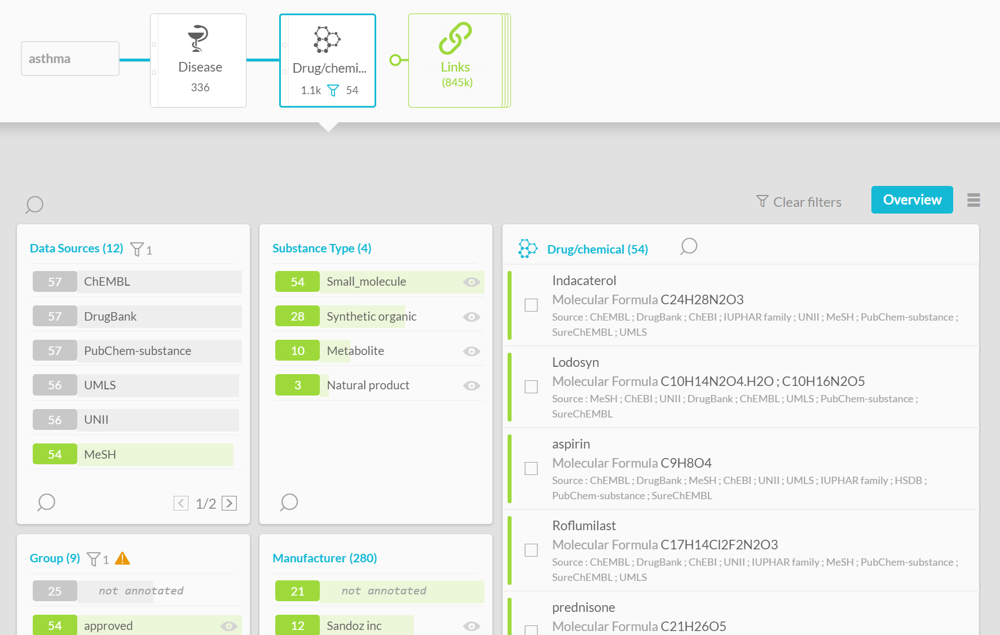 asthma
Disease
336
Drug/chemi...
1.1k 54
Links
(845k)
Clear filters
Overview
Data Sources (12) 1
57 ChEMBL
57 DrugBank
57 PubChem-substance
56 UMLS
56 UNII
54 MeSH
1/2
Substance Type (4)
54 Small_molecule
28 Synthetic organic
10 Metabolite
3 Natural product
Drug/chemical (54)
Indacaterol
Molecular Formula C24H28N2O3
Source : ChEMBL ; DrugBank ; ChEBI ; IUPHAR family ; UNII ; MeSH ; PubChem-substance ;
SureChEMBL ; UMLS
Lodosyn
Molecular Formula C10H14N2O4.H2O ; C10H16N2O5
Source : MeSH ; ChEBI ; UNII ; DrugBank ; ChEMBL ; UMLS ; PubChem-substance ;
SureChEMBL
aspirin
Molecular Formula C9H8O4
Source : ChEMBL ; DrugBank ; MeSH ; ChEBI ; UNII ; UMLS ; IUPHAR family ; HSDB ;
PubChem-substance ; SureChEMBL
Roflumilast
Molecular Formula C17H14Cl2F2N2O3
Source : ChEMBL ; DrugBank ; ChEBI ; UNII ; IUPHAR family ; MeSH ; PubChem-substance ;
SureChEMBL ; UMLS
prednisone
Molecular Formula C21H26O5
Group (9) 1
25 not annotated
54 approved
Manufacturer (280)
21 not annotated
12 Sandoz inc